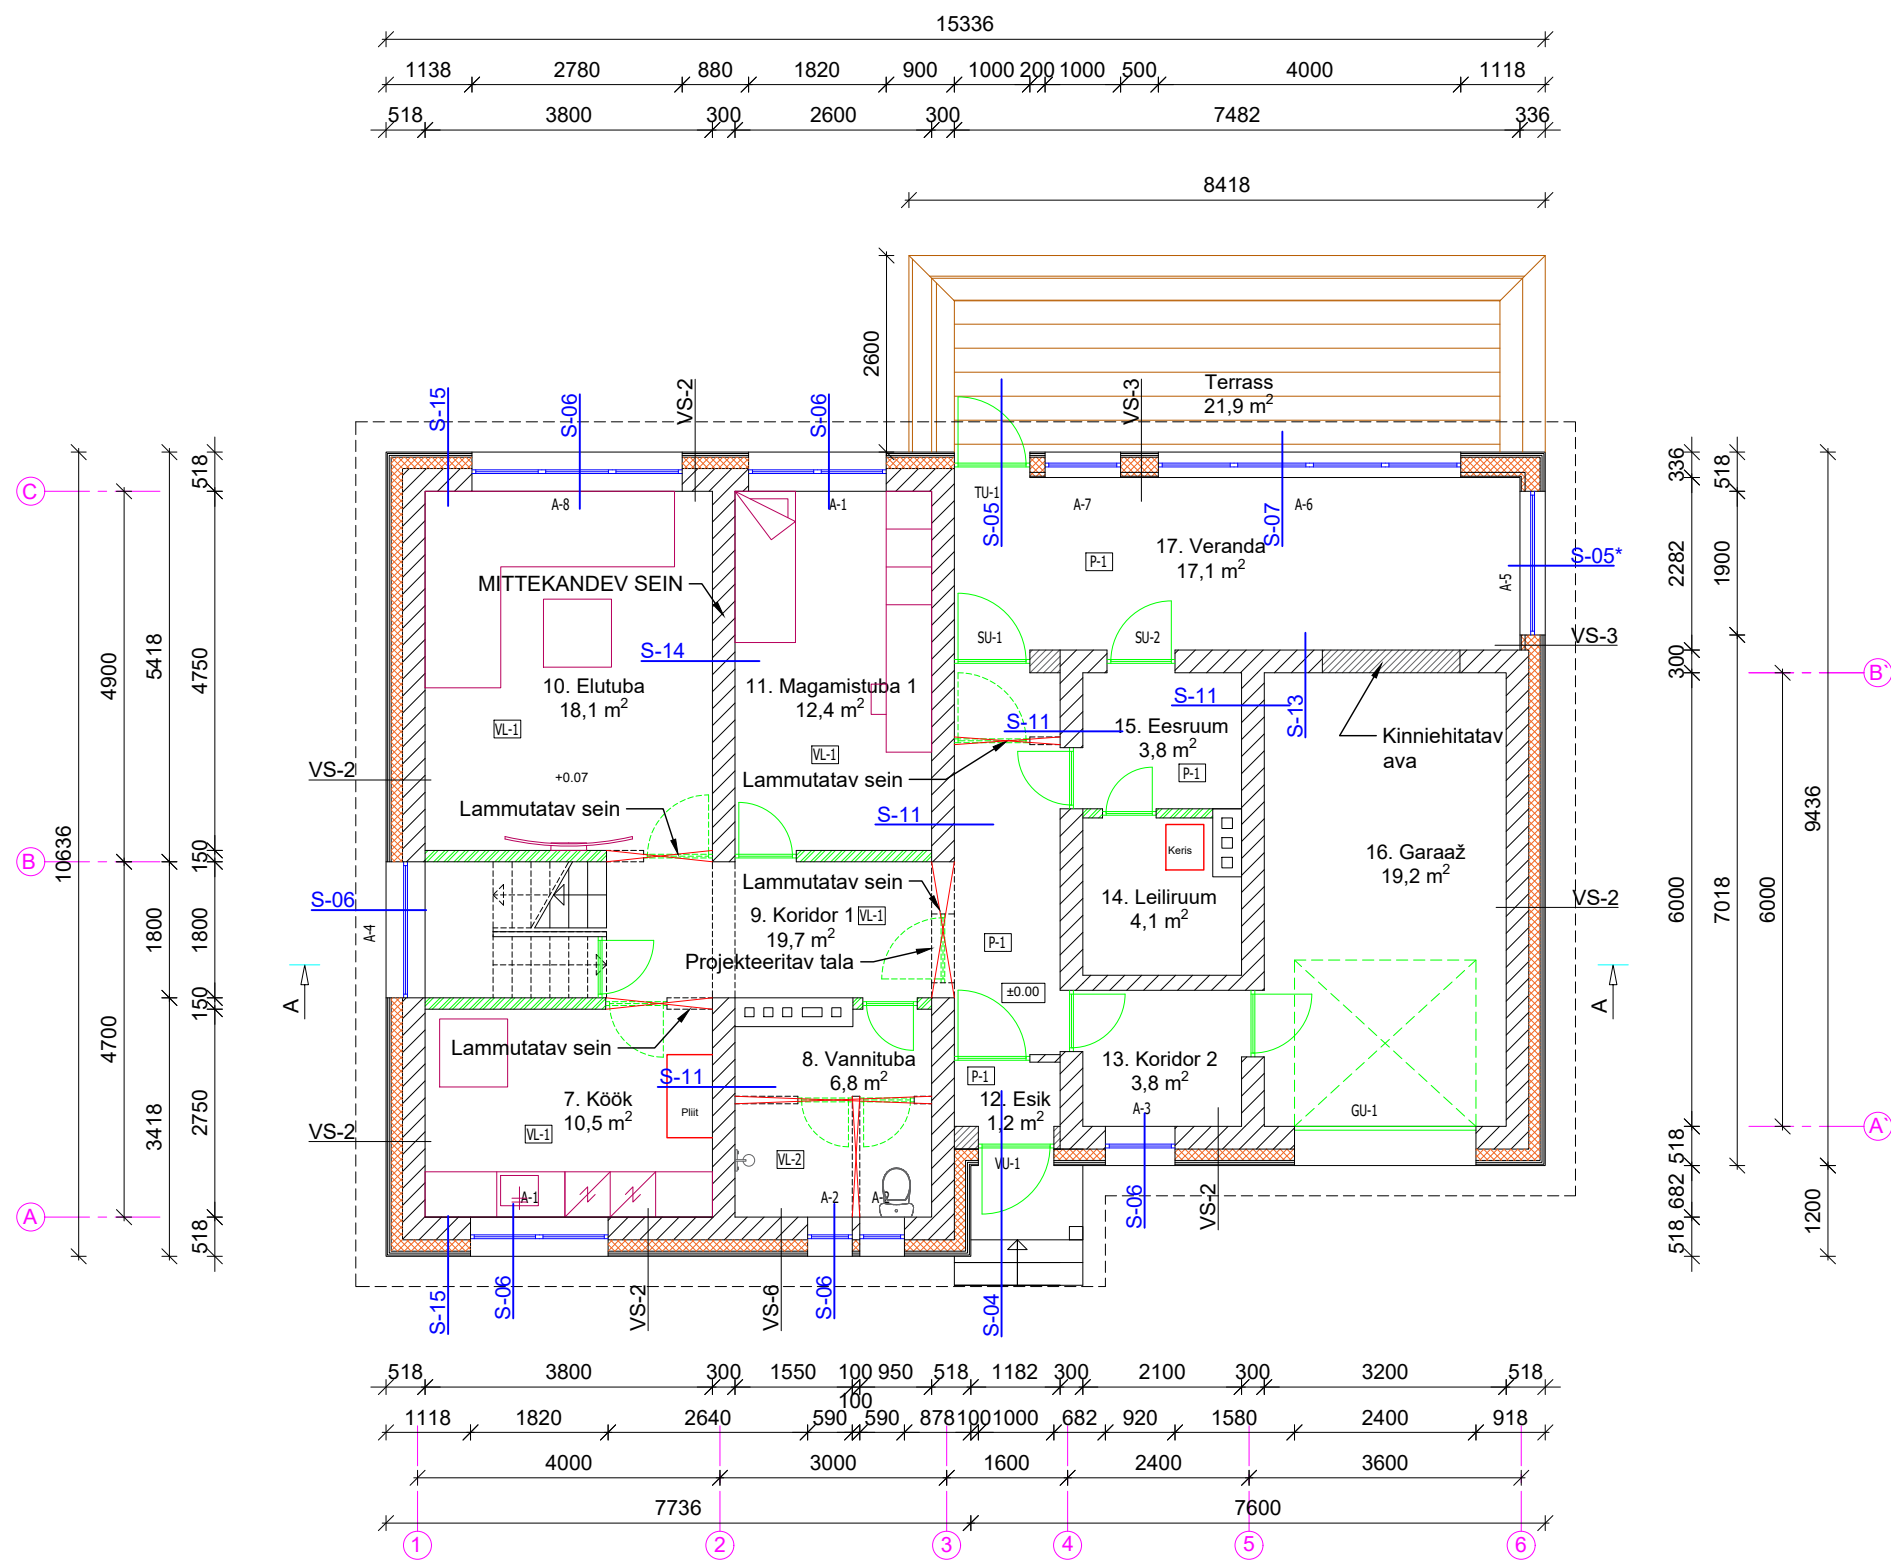 15336
1138 2780 880 1820 900 1000 200 1000 500 4000 1118
518 3800 300 2600 300 7482 336
8418
2600
Terrass
21,9 m²
S-15
S-06
VS-2
S-06
VS-3
TU-1
S-05
A-8
A-1
A-7
S-07
A-6
C
17. Veranda
17,1 m²
P-1
S-05*
A-5
MITTEKANDEV SEIN
SU-1
SU-2
VS-3
S-14
B`
10. Elutuba
18,1 m²
11. Magamistuba 1
12,4 m²
S-11
S-13
S-11
15. Eesruum
3,8 m²
Kinniehitatav
ava
VL-1
VL-1
VS-2
+0.07
Lammutatav sein
P-1
Lammutatav sein
S-11
B
Keris
16. Garaaž
19,2 m²
Lammutatav sein
S-06
A-4
9. Koridor 1
19,7 m²
VL-1
14. Leiliruum
4,1 m²
VS-2
P-1
Projekteeritav tala
A
±0.00
A
Lammutatav sein
8. Vannituba
6,8 m²
13. Koridor 2
3,8 m²
S-11
P-1
7. Köök
10,5 m²
Pliit
12. Esik
1,2 m²
A-3
GU-1
VL-1
VS-2
A`
VL-2
VU-1
A-1
A-2
A-2
A
S-06
VS-2
S-15
S-06
VS-2
VS-6
S-06
S-04
10636
4900
4700
5418
1800
3418
518
4750
150
1800
150
2750
518
336
2282
300
6000
518
682
518
518
1900
7018
6000
9436
1200
518 3800 300 1550 100 950 518 1182 300 2100 300 3200 518
100
1118 1820 2640 590 590 878 100 1000 682 920 1580 2400 918
4000 3000 1600 2400 3600
7736 7600
1 2 3 4 5 6